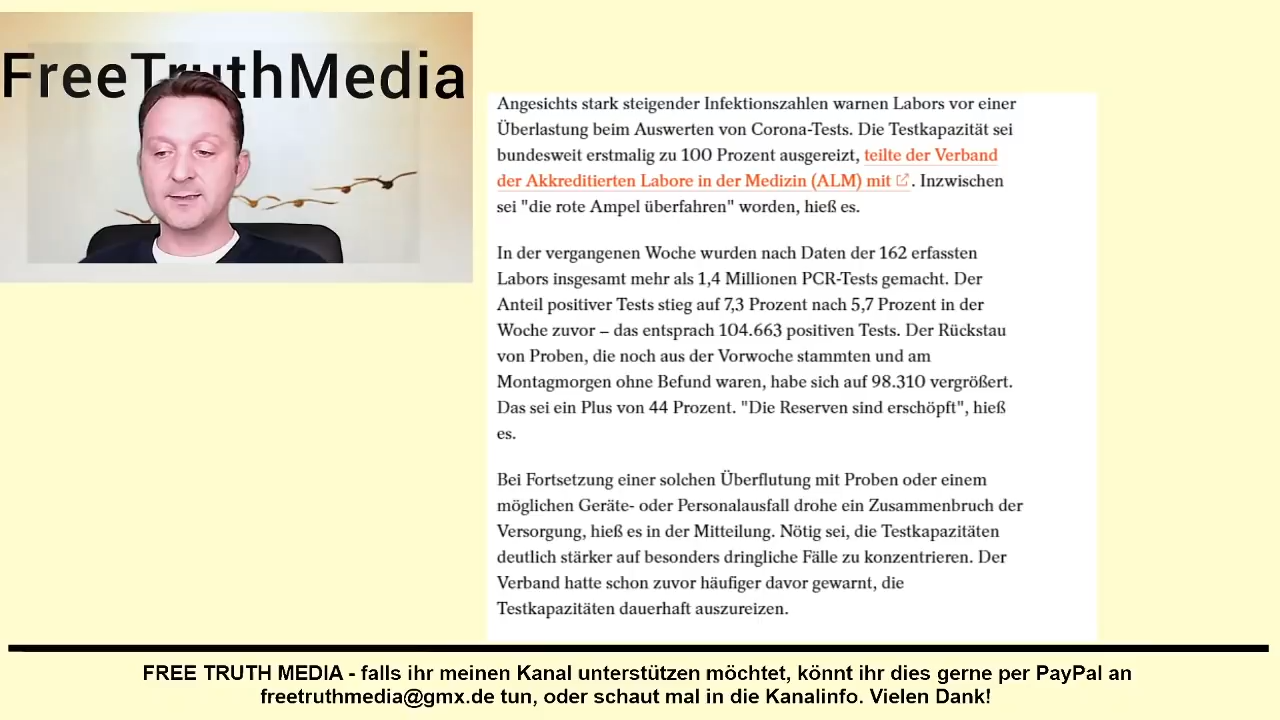 FreeTruthMedia
Angesichts stark steigender Infektionszahlen warnen Labors vor einer
Überlastung beim Auswerten von Corona-Tests. Die Testkapazität sei
bundesweit erstmalig zu 100 Prozent ausgereizt, teilte der Verband
der Akkreditierten Labore in der Medizin (ALM) mit. Inzwischen
sei "die rote Ampel überfahren" worden, hieß es.
In der vergangenen Woche wurden nach Daten der 162 erfassten
Labors insgesamt mehr als 1,4 Millionen PCR-Tests gemacht. Der
Anteil positiver Tests stieg auf 7,3 Prozent nach 5,7 Prozent in der
Woche zuvor – das entsprach 104.663 positiven Tests. Der Rückstau
von Proben, die noch aus der Vorwoche stammten und am
Montagmorgen ohne Befund waren, habe sich auf 98.310 vergrößert.
Das sei ein Plus von 44 Prozent. "Die Reserven sind erschöpft", hieß
es.
Bei Fortsetzung einer solchen Überflutung mit Proben oder einem
möglichen Geräte- oder Personalausfall drohe ein Zusammenbruch der
Versorgung, hieß es in der Mitteilung. Nötig sei, die Testkapazitäten
deutlich stärker auf besonders dringliche Fälle zu konzentrieren. Der
Verband hatte schon zuvor häufiger davor gewarnt, die
Testkapazitäten dauerhaft auszureizen.
FREE TRUTH MEDIA - falls ihr meinen Kanal unterstützen möchtet, könnt ihr dies gerne per PayPal an
freetruthmedia@gmx.de tun, oder schaut mal in die Kanalinfo. Vielen Dank!